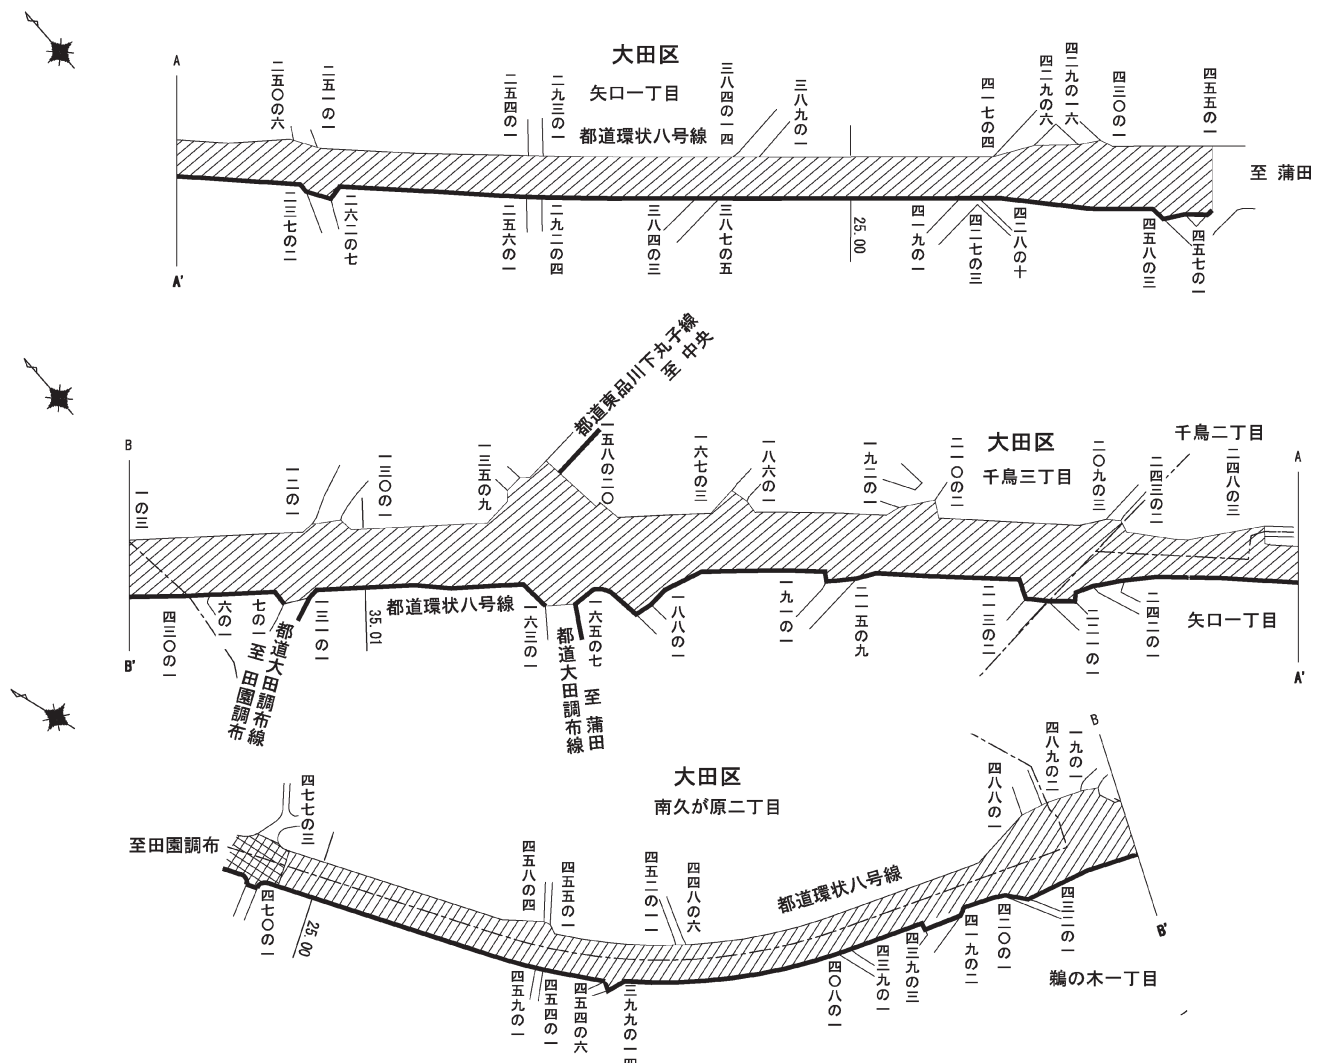 大田区
矢口一丁目
都道環状八号線
A
二五〇の六
二五一の一
二五四の一
二九三の一
三八四の一四
三八九の一
四一七の四
四二九の六
四二九の一六
四三〇の一
四五五の一
至 蒲田
二三七の二
二六二の七
二五六の一
二九二の四
三八四の三
三八七の五
25.00
四一九の一
四二七の三
四二八の十
四五八の三
四五七の一
A'
都道東品川下丸子線
至 中央
大田区
千鳥三丁目
千鳥二丁目
B
一の三
一二の一
一三〇の一
一三五の九
一五八の二〇
一六七の三
一八六の一
一九二の一
二一〇の二
二〇九の三
二四三の二
二四八の三
A
四三〇の一
六の一
七の一
都道大田調布線
至 田園調布
一三一の一
35.01
都道環状八号線
一六三の一
都道大田調布線
一六五の七
至 蒲田
一八八の一
一九一の一
二一五の九
二一三の二
二二一の一
二四二の一
矢口一丁目
B'
A'
大田区
南久が原二丁目
都道環状八号線
至田園調布
四七七の三
四五八の四
四五五の一
四五二の一
四四八の六
四八八の一
四八九の二
一九の一
B
四七〇の一
25.00
四五九の一
四五四の一
四五四の六
三九九の一四
四〇八の一
四三九の一
四三九の三
四一九の二
四二〇の一
四三二の一
鵜の木一丁目
B'